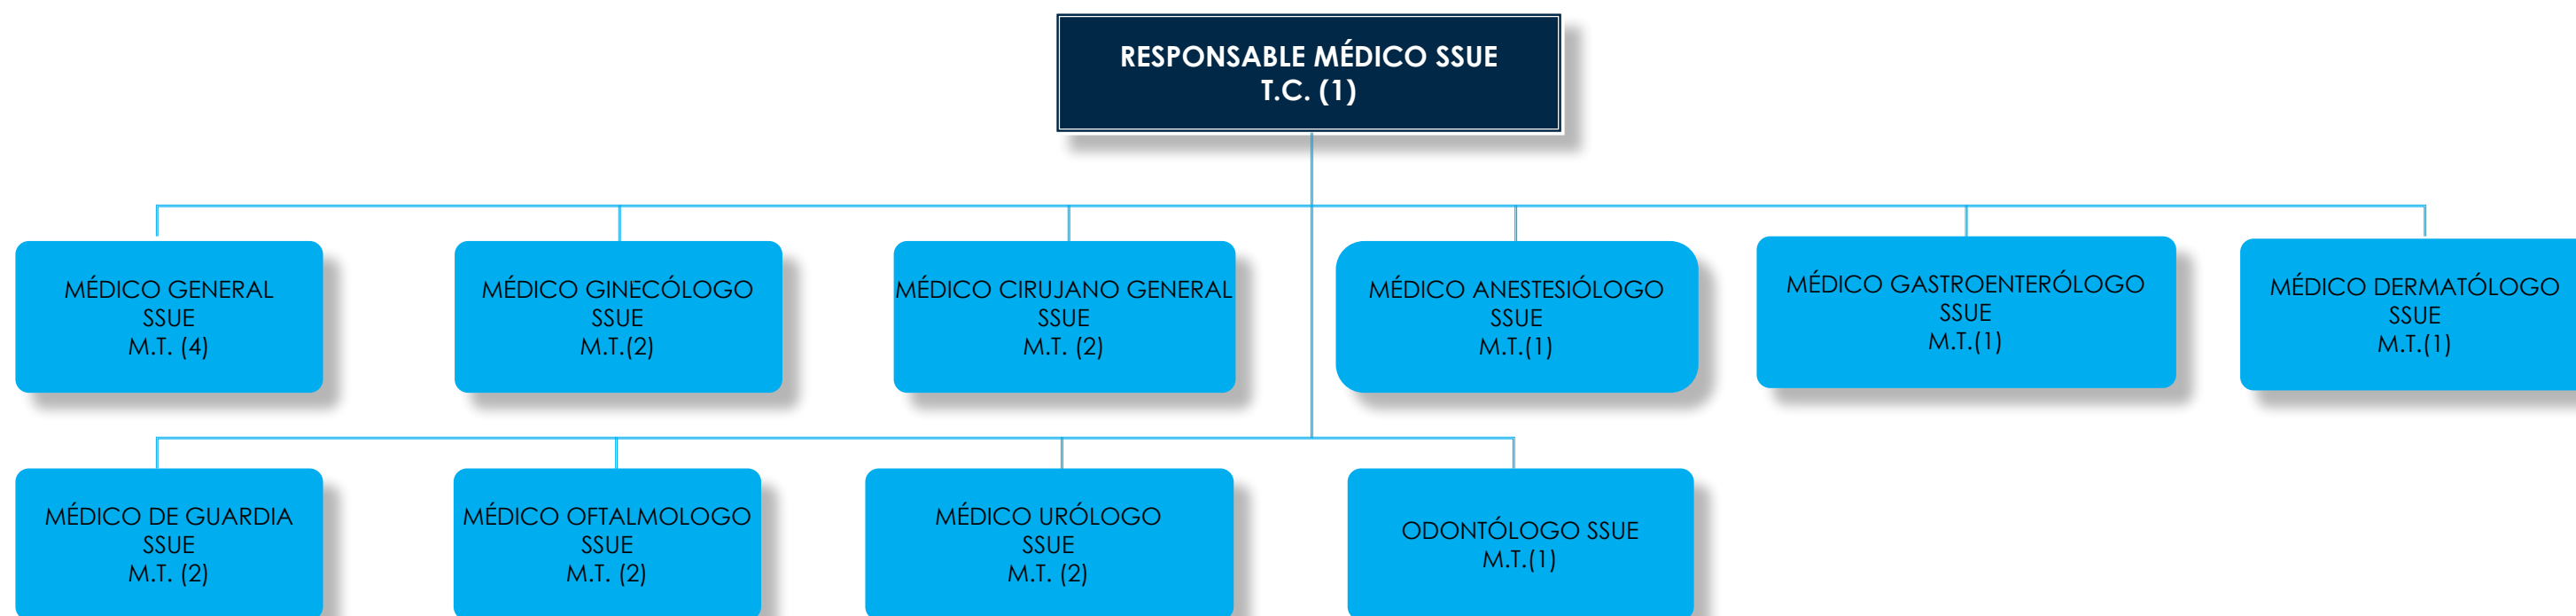 RESPONSABLE MÉDICO SSUE
T.C. (1)
MÉDICO GENERAL
SSUE
M.T. (4)
MÉDICO GINECÓLOGO
SSUE
M.T.(2)
MÉDICO CIRUJANO GENERAL
SSUE
M.T. (2)
MÉDICO ANESTESIÓLOGO
SSUE
M.T.(1)
MÉDICO GASTROENTERÓLOGO
SSUE
M.T.(1)
MÉDICO DERMATÓLOGO
SSUE
M.T.(1)
MÉDICO DE GUARDIA
SSUE
M.T. (2)
MÉDICO OFTALMOLOGO
SSUE
M.T. (2)
MÉDICO URÓLOGO
SSUE
M.T. (2)
ODONTÓLOGO SSUE
M.T.(1)